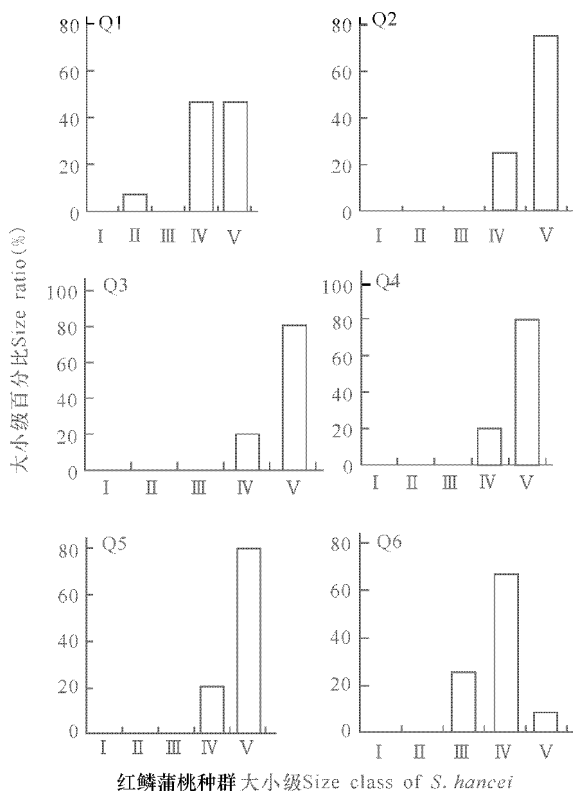 Q1
80
60
40
20
0
I II III IV V
Q2
80
60
40
20
0
I II III IV V
Q3
100
80
60
40
20
0
I II III IV V
Q4
100
80
60
40
20
0
I II III IV V
Q5
80
60
40
20
0
I II III IV V
Q6
80
60
40
20
0
I II III IV V
大小级百分比Size ratio(%)
红鳞蒲桃种群大小级Size class of S. hancei